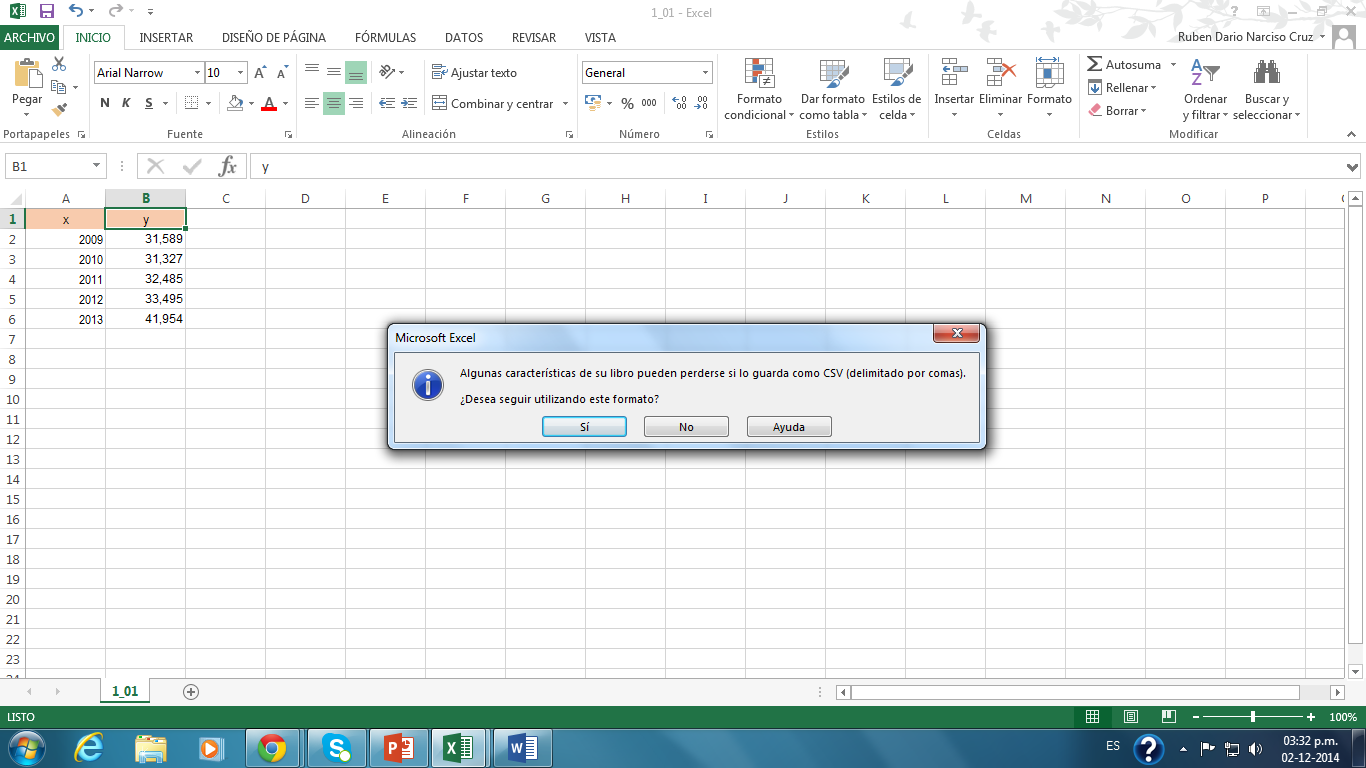 1_01 - Excel
ARCHIVO INICIO INSERTAR DISEÑO DE PÁGINA FÓRMULAS DATOS REVISAR VISTA Ruben Dario Narciso Cruz
Pegar
Portapapeles
Arial Narrow 10
N K S A
Fuente
Ajustar texto
Combinar y centrar
Alineación
General
% 000
Número
Formato condicional
Dar formato como tabla
Estilos de celda
Estilos
Insertar Eliminar Formato
Celdas
Autosuma
Rellenar
Borrar
Ordenar y filtrar
Buscar y seleccionar
Modificar
B1 fx y
A B C D E F G H I J K L M N O P
1 x y
2 2009 31,589
3 2010 31,327
4 2011 32,485
5 2012 33,495
6 2013 41,954
7
8
9
10
11
12
13
14
15
16
17
18
19
20
21
22
23
Microsoft Excel
Algunas características de su libro pueden perderse si lo guarda como CSV (delimitado por comas).
¿Desea seguir utilizando este formato?
Sí No Ayuda
1_01
LISTO 100%
ES 03:32 p.m.
02-12-2014